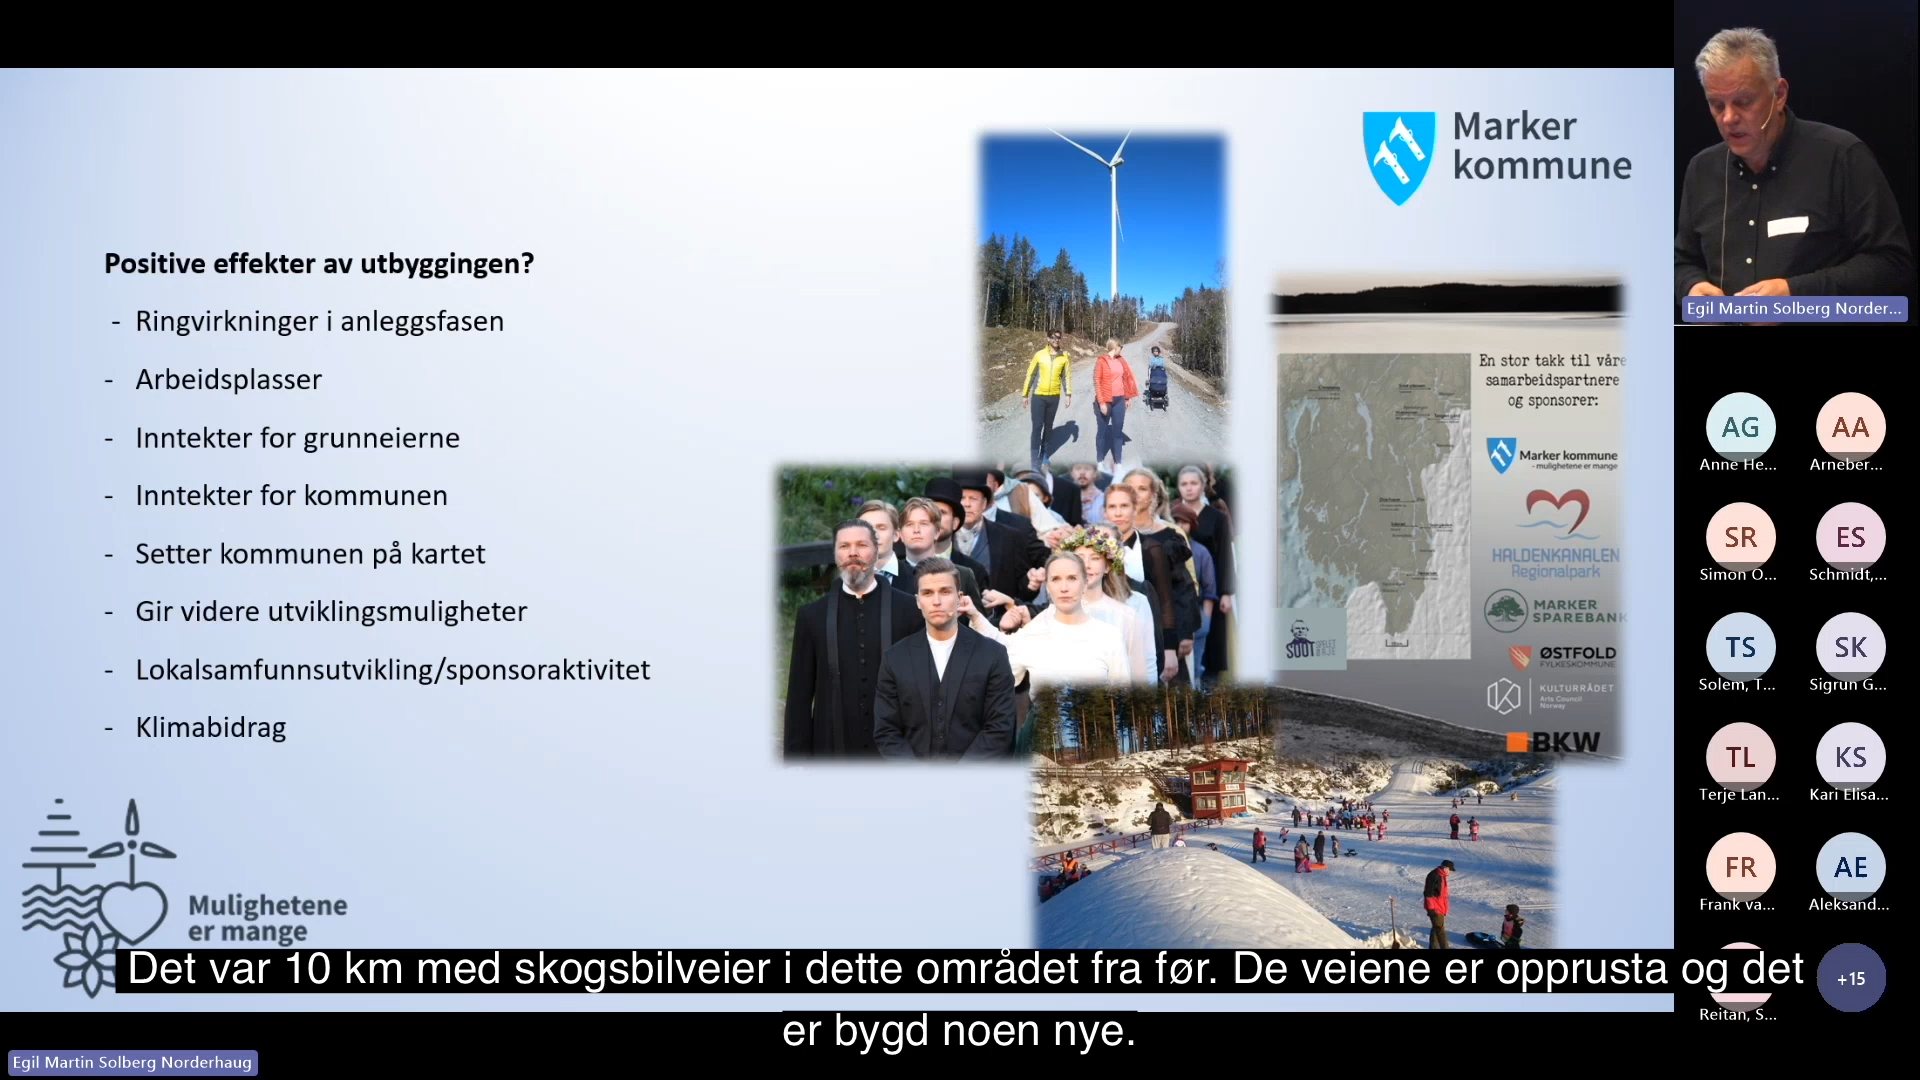 Marker
kommune
Positive effekter av utbyggingen?
- Ringvirkninger i anleggsfasen
- Arbeidsplasser
- Inntekter for grunneierne
- Inntekter for kommunen
- Setter kommunen på kartet
- Gir videre utviklingsmuligheter
- Lokalsamfunnsutvikling/sponsoraktivitet
- Klimabidrag
En stor takk til våre
samarbeidspartnere
og sponsorer:
Marker kommune
- mulighetene er mange
HALDENKANALEN
Regionalpark
MARKER
SPAREBANK
SOOT
ØSTFOLD
FYLKESKOMMUNE
KULTURRÅDET
Arts Council
Norway
BKW
Mulighetene
er mange
Egil Martin Solberg Norder...
AG
Anne He...
AA
Arneber...
SR
Simon O...
ES
Schmidt,...
TS
Solem, T...
SK
Sigrun G...
TL
Terje Lan...
KS
Kari Elisa...
FR
Frank va...
AE
Aleksand...
Reitan, S...
+15
Det var 10 km med skogsbilveier i dette området fra før. De veiene er opprusta og det
er bygd noen nye.
Egil Martin Solberg Norderhaug